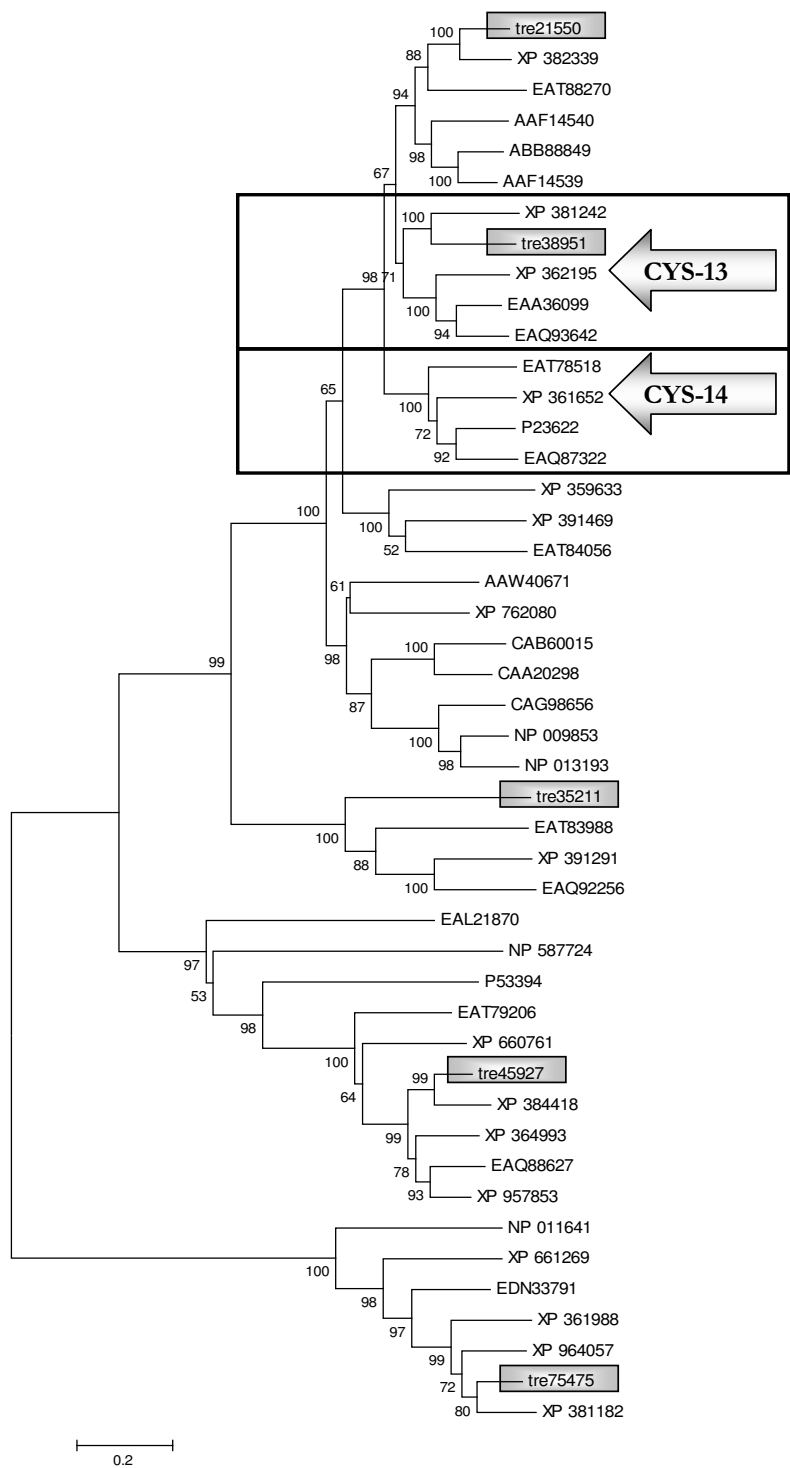 100
tre21550
88
XP 382339
94
EAT88270
AAF14540
98
ABB88849
100
AAF14539
67
100
XP 381242
tre38951
98
71
XP 362195
CYS-13
100
EAA36099
94
EAQ93642
EAT78518
100
XP 361652
CYS-14
72
P23622
92
EAQ87322
65
XP 359633
100
100
XP 391469
52
EAT84056
61
AAW40671
XP 762080
98
100
CAB60015
99
CAA20298
87
CAG98656
100
NP 009853
98
NP 013193
tre35211
100
EAT83988
88
XP 391291
100
EAQ92256
EAL21870
97
NP 587724
53
P53394
98
EAT79206
100
XP 660761
64
99
tre45927
XP 384418
99
XP 364993
78
EAQ88627
93
XP 957853
NP 011641
100
XP 661269
98
EDN33791
97
XP 361988
99
XP 964057
72
tre75475
80
XP 381182
0.2